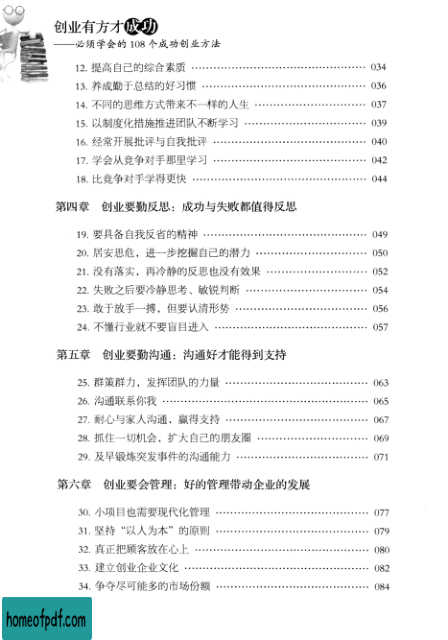 创业有方才成功
——必须学会的 108 个成功创业方法
12. 提高自己的综合素质 ………………………………… 034
13. 养成勤于总结的好习惯 ………………………………… 036
14. 不同的思维方式带来不一样的人生 ………………………… 037
15. 以制度化措施推进团队不断学习 ………………………… 039
16. 经常开展批评与自我批评 ………………………………… 040
17. 学会从竞争对手那里学习 ………………………………… 042
18. 比竞争对手学得更快 ………………………………… 044
第四章 创业要勤反思：成功与失败都值得反思
19. 要具备自我反省的精神 ………………………………… 049
20. 居安思危，进一步挖掘自己的潜力 ………………………… 050
21. 没有落实，再冷静的反思也没有效果 ………………………… 052
22. 失败之后要冷静思考、敏锐判断 ………………………… 054
23. 敢于放手一搏，但要认清形势 ………………………… 056
24. 不懂行业就不要盲目进入 ………………………………… 057
第五章 创业要勤沟通：沟通好才能得到支持
25. 群策群力，发挥团队的力量 ………………………………… 063
26. 沟通联系你我 ………………………………… 065
27. 耐心与家人沟通，赢得支持 ………………………………… 067
28. 抓住一切机会，扩大自己的朋友圈 ………………………… 069
29. 及早锻炼突发事件的沟通能力 ………………………… 071
第六章 创业要会管理：好的管理带动企业的发展
30. 小项目也需要现代化管理 ………………………………… 077
31. 坚持“以人为本”的原则 ………………………………… 079
32. 真正把顾客放在心上 ………………………………… 080
33. 建立创业企业文化 ………………………………… 082
34. 争夺尽可能多的市场份额 ………………………………… 084
homeofpdf.com